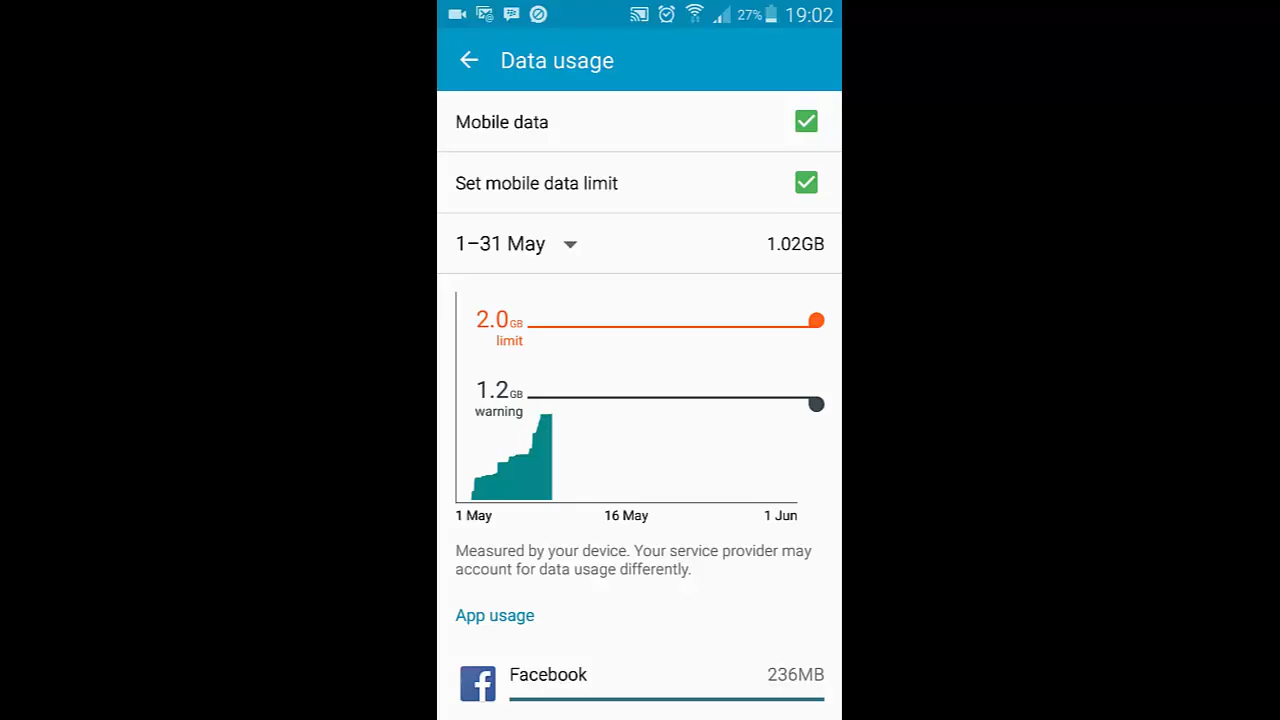 27% 19:02
Data usage
Mobile data
Set mobile data limit
1–31 May 1.02GB
2.0GB
limit
1.2GB
warning
1 May 16 May 1 Jun
Measured by your device. Your service provider may
account for data usage differently.
App usage
Facebook 236MB